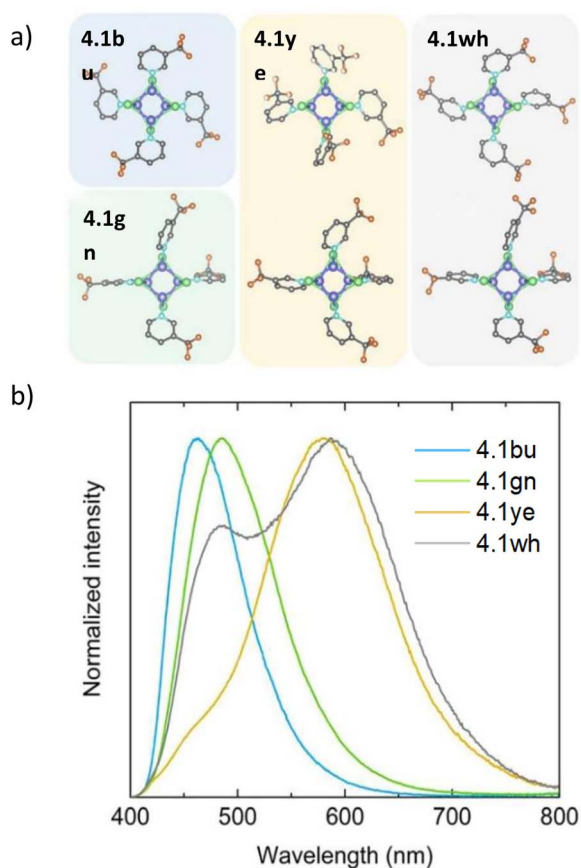 a)
4.1b
u
4.1y
e
4.1wh
4.1g
n
b)
Normalized intensity
4.1bu
4.1gn
4.1ye
4.1wh
400 500 600 700 800
Wavelength (nm)